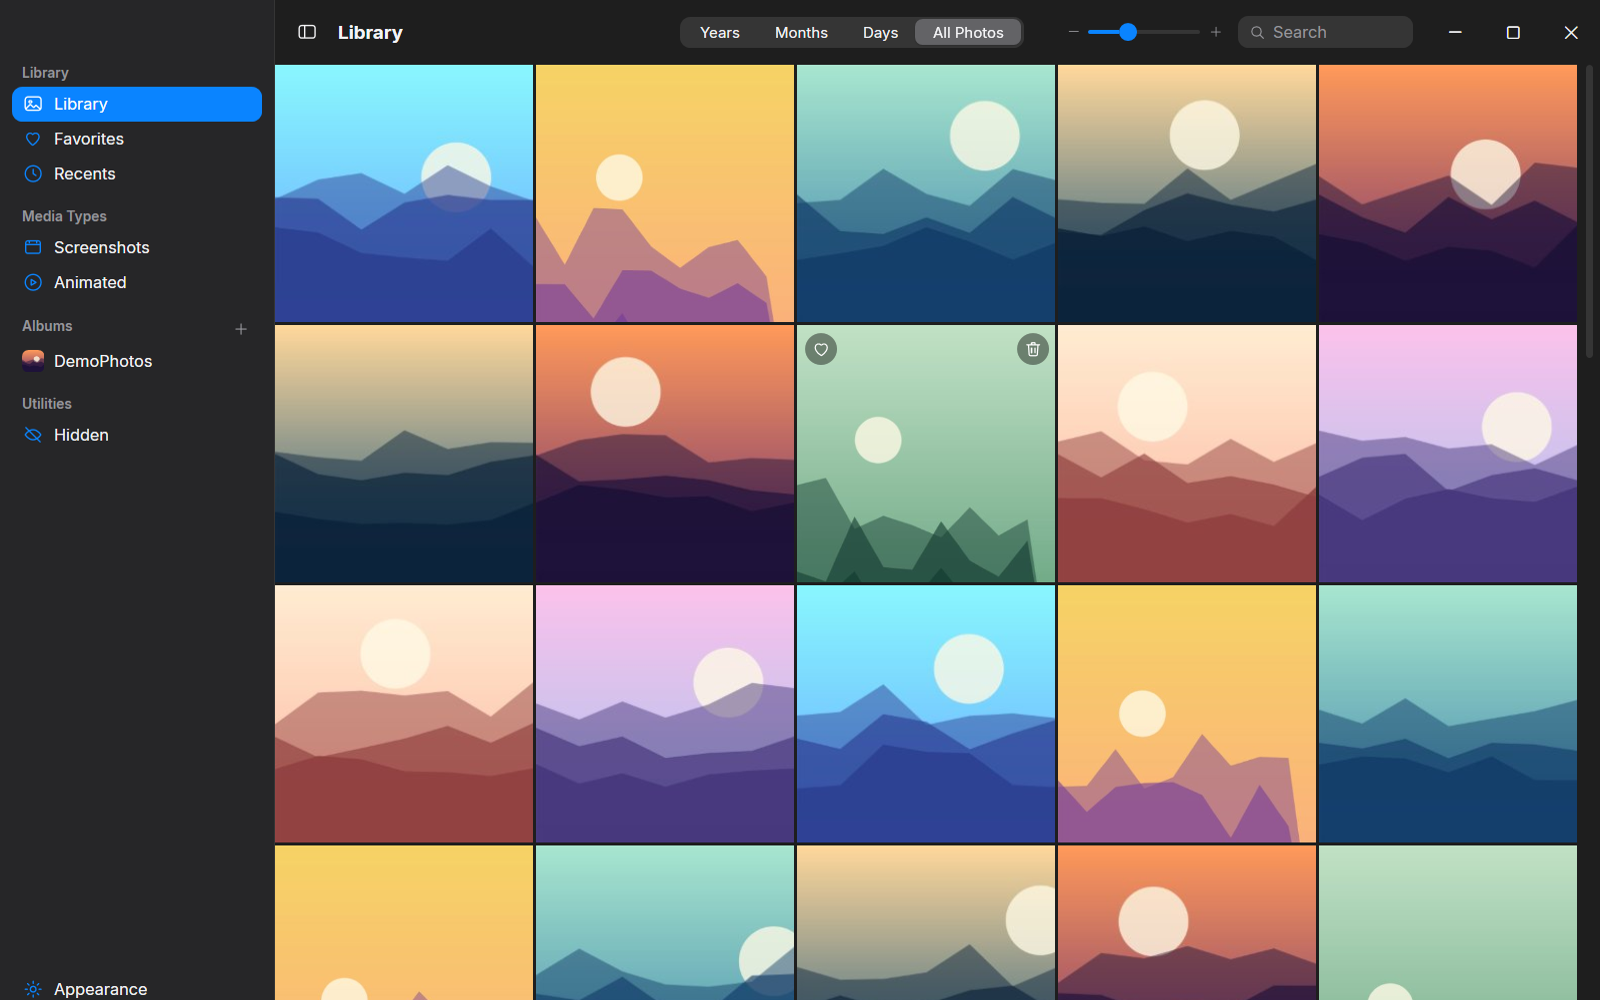 Library
Years
Months
Days
All Photos
Search
Library
Library
Favorites
Recents
Media Types
Screenshots
Animated
Albums
DemoPhotos
Utilities
Hidden
Appearance